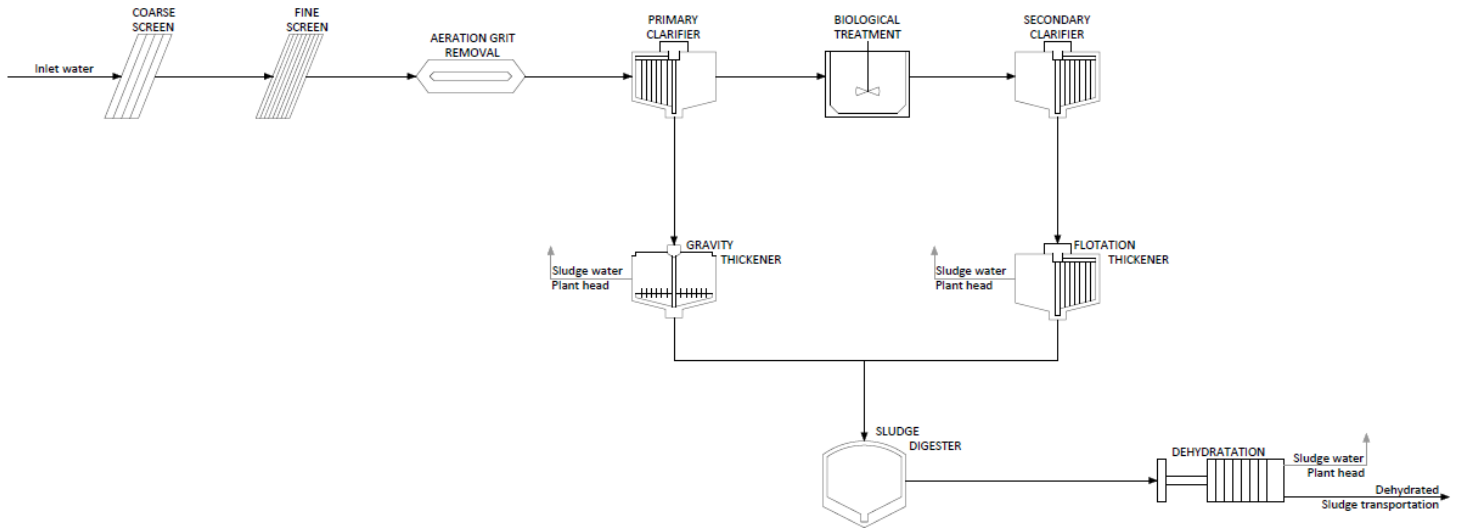 COARSE
SCREEN
FINE
SCREEN
AERATION GRIT
REMOVAL
PRIMARY
CLARIFIER
BIOLOGICAL
TREATMENT
SECONDARY
CLARIFIER
Inlet water
GRAVITY
THICKENER
Sludge water
Plant head
FLOTATION
THICKENER
Sludge water
Plant head
SLUDGE
DIGESTER
DEHYDRATATION
Sludge water
Plant head
Dehydrated
Sludge transportation